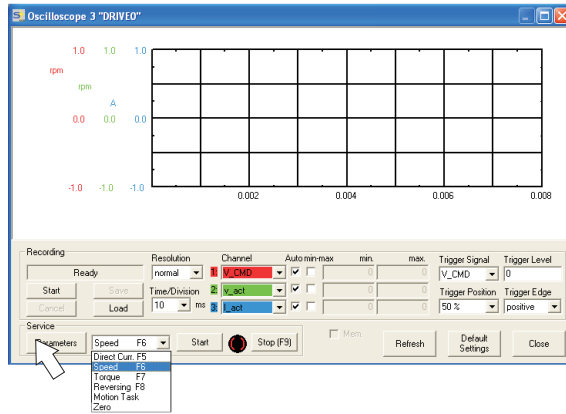 Oscilloscope 3 "DRIVE0"
1.0 1.0 1.0
rpm
rpm
A
0.0 0.0 0.0
-1.0 -1.0 -1.0
0.002 0.004 0.006 0.008
Recording
Resolution Channel Auto min-max min. max. Trigger Signal Trigger Level
Ready normal 1: V_CMD 0 0 V_CMD 0
Start Save Time/Division 2: v_act 0 0 Trigger Position Trigger Edge
Cancel Load 10 ms 3: I_act 0 0 50 % positive
Service
Parameters Speed F6 Start Stop (F9) Mem. Refresh Default Settings Close
Direct Curr. F5
Speed F6
Torque F7
Reversing F8
Motion Task
Zero